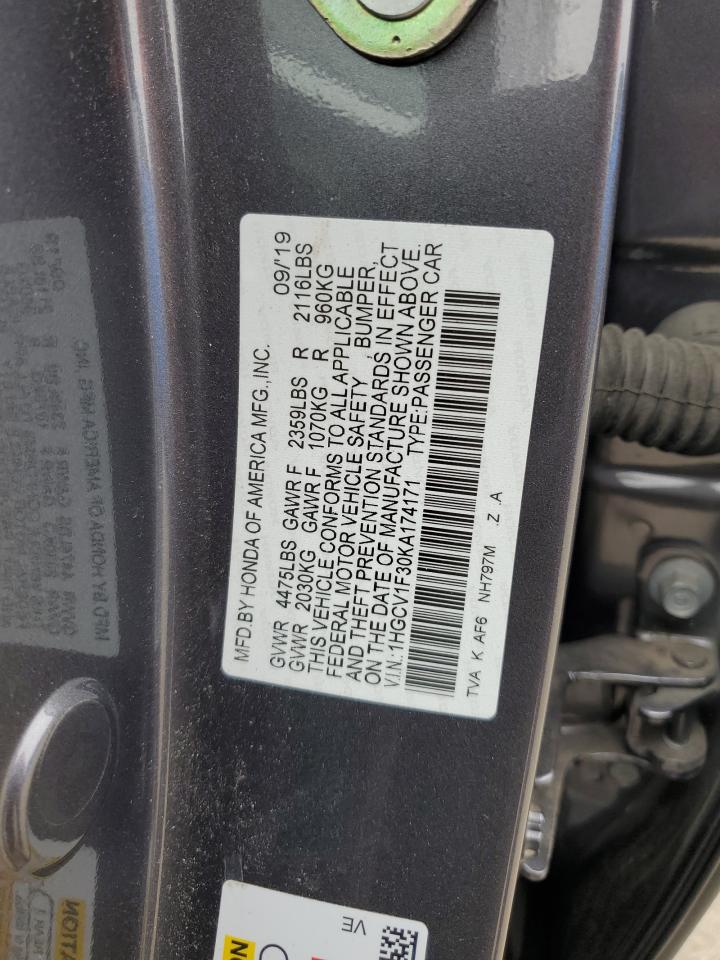 MFD.BY HONDA OF AMERICA MFG.,INC. 09/'19
GVWR 4475LBS GAWR F 2359LBS R 2116LBS
GVWR 2030KG GAWR F 1070KG R 960KG
THIS VEHICLE CONFORMS TO ALL APPLICABLE
FEDERAL MOTOR VEHICLE SAFETY , BUMPER,
AND THEFT PREVENTION STANDARDS IN EFFECT
ON THE DATE OF MANUFACTURE SHOWN ABOVE.
V.I.N.:1HGCV1F30KA174171 TYPE:PASSENGER CAR
TVA K AF6 NH797M .Z .A
VE